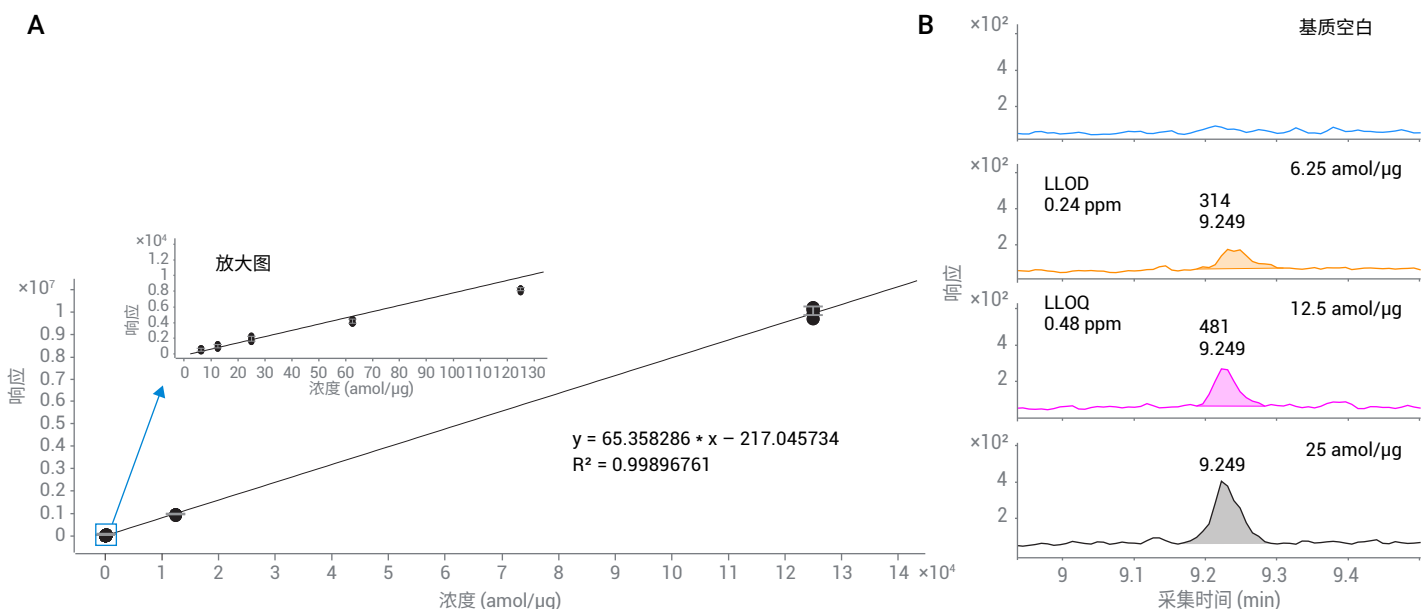 A
×10⁴
1.2
1
0.8
0.6
0.4
0.2
0
响应
放大图
0 10 20 30 40 50 60 70 80 90 100 110 120 130
浓度 (amol/µg)
×10⁷
1
0.9
0.8
0.7
0.6
0.5
0.4
0.3
0.2
0.1
0
响应
y = 65.358286 * x – 217.045734
R² = 0.99896761
0 1 2 3 4 5 6 7 8 9 10 11 12 13 14 ×10⁴
浓度 (amol/µg)
B
×10²
基质空白
4
2
×10²
6.25 amol/µg
LLOD
0.24 ppm
314
9.249
4
2
×10²
12.5 amol/µg
LLOQ
0.48 ppm
481
9.249
4
2
×10²
25 amol/µg
9.249
4
2
响应
9 9.1 9.2 9.3 9.4
采集时间 (min)